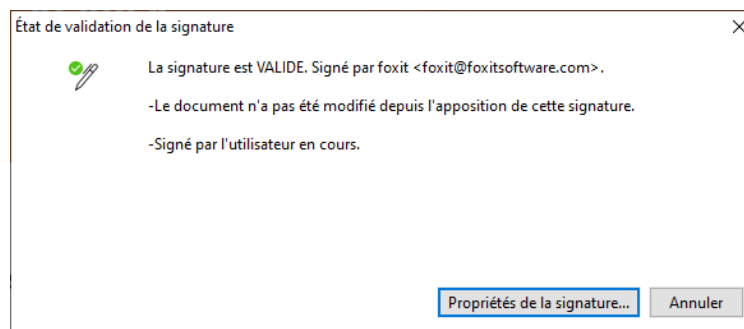 État de validation de la signature
La signature est VALIDE. Signé par foxit <foxit@foxitsoftware.com>.
-Le document n'a pas été modifié depuis l'apposition de cette signature.
-Signé par l'utilisateur en cours.
Propriétés de la signature... Annuler